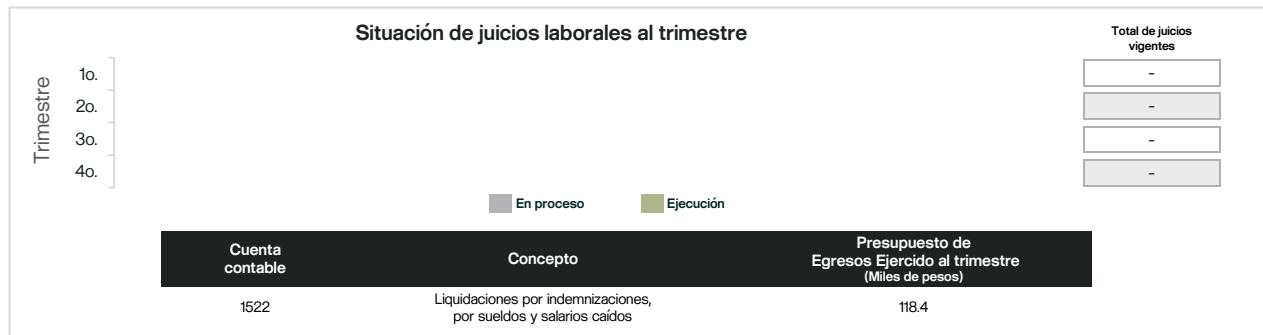 Situación de juicios laborales al trimestre
Total de juicios
vigentes
Trimestre
1o.
-
2o.
-
3o.
-
4o.
-
En proceso
Ejecución
Cuenta
contable
Concepto
Presupuesto de
Egresos Ejercido al trimestre
(Miles de pesos)
1522
Liquidaciones por indemnizaciones,
por sueldos y salarios caídos
118.4